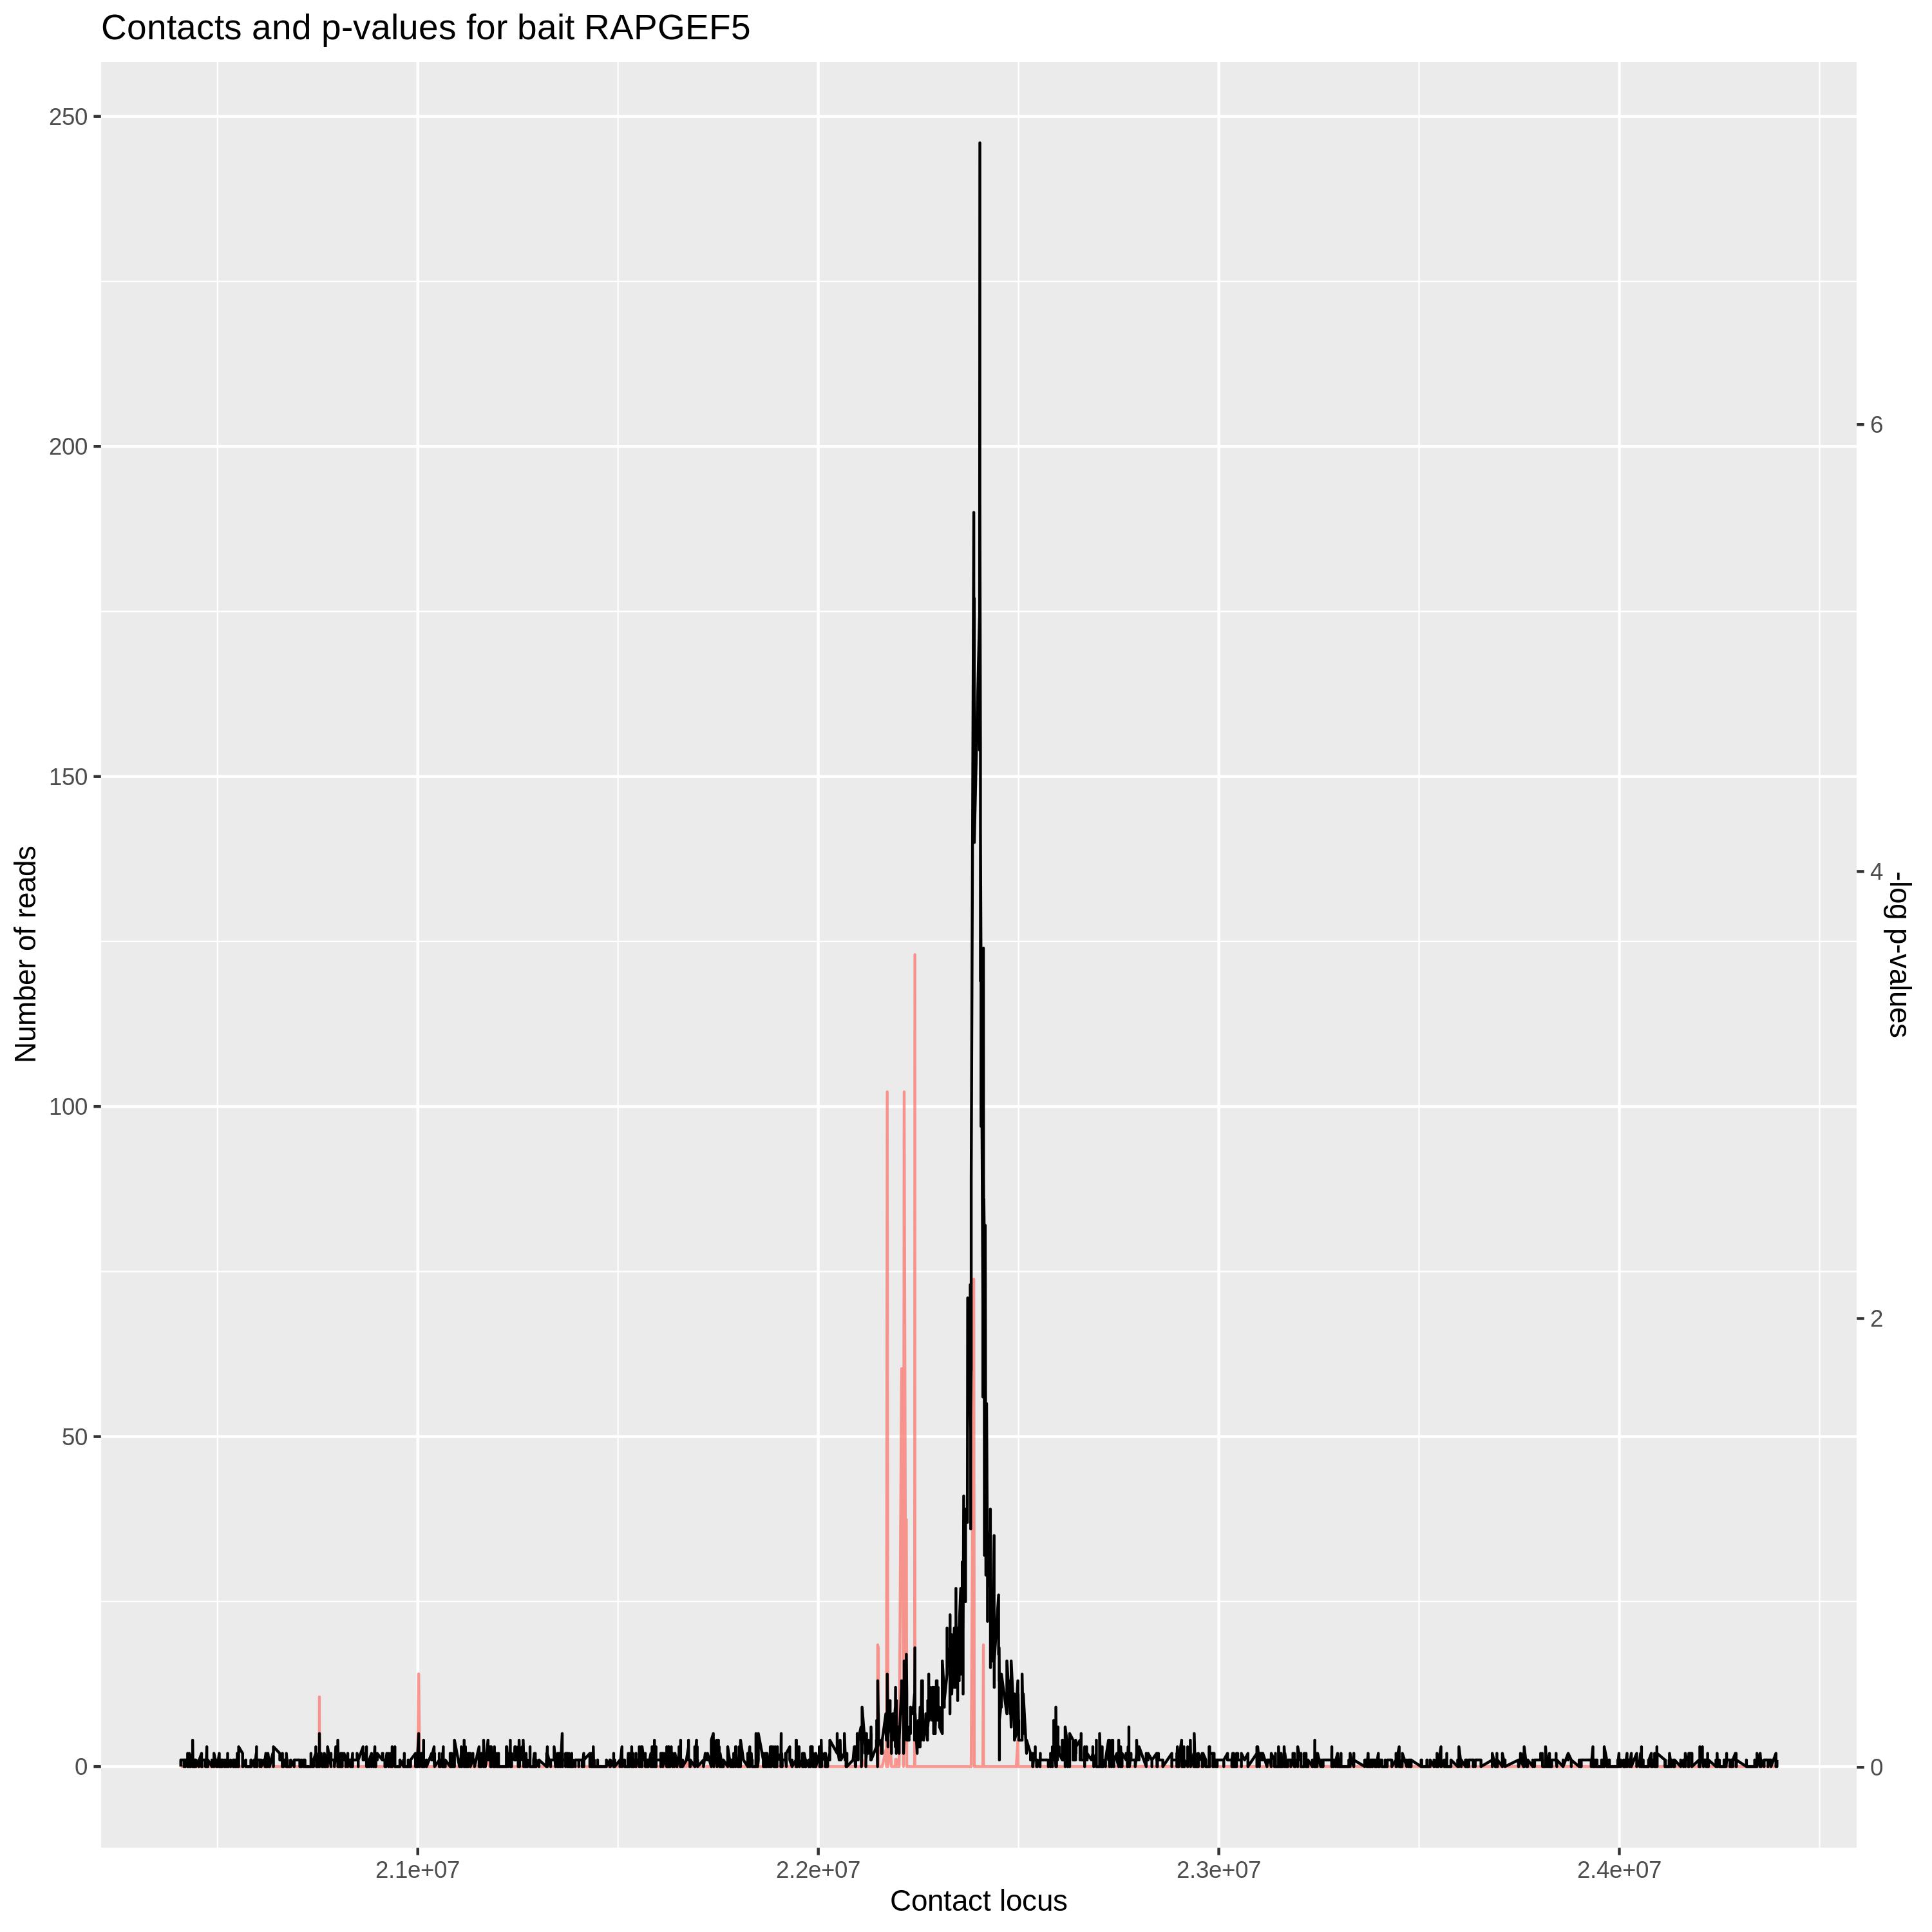 Contacts and p-values for bait RAPGEF5
250
200
150
100
50
0
Number of reads
6
4
2
0
-log p-values
2.1e+07
2.2e+07
2.3e+07
2.4e+07
Contact locus